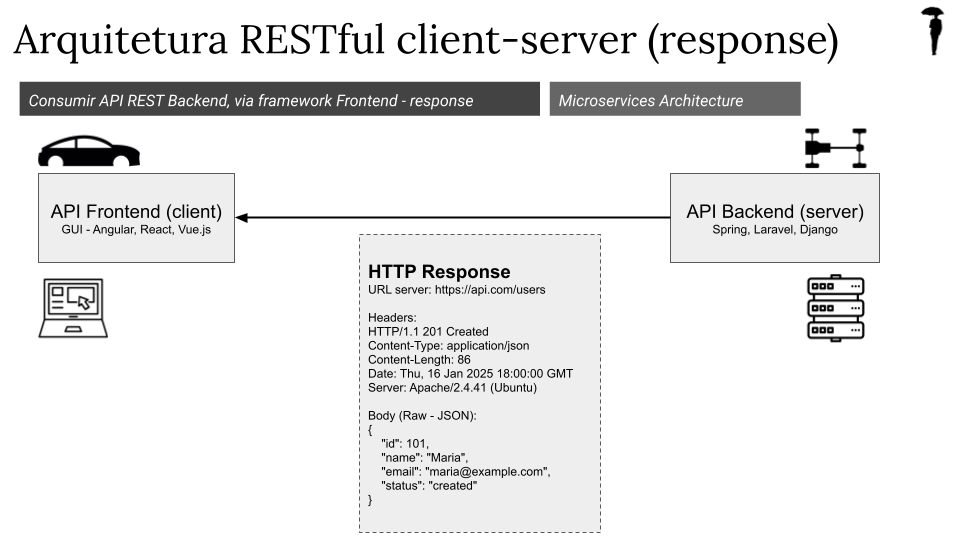 Arquitetura RESTful client-server (response)
Consumir API REST Backend, via framework Frontend - response
Microservices Architecture
API Frontend (client)
GUI - Angular, React, Vue.js
API Backend (server)
Spring, Laravel, Django
HTTP Response
URL server: https://api.com/users
Headers:
HTTP/1.1 201 Created
Content-Type: application/json
Content-Length: 86
Date: Thu, 16 Jan 2025 18:00:00 GMT
Server: Apache/2.4.41 (Ubuntu)
Body (Raw - JSON):
{
    "id": 101,
    "name": "Maria",
    "email": "maria@example.com",
    "status": "created"
}